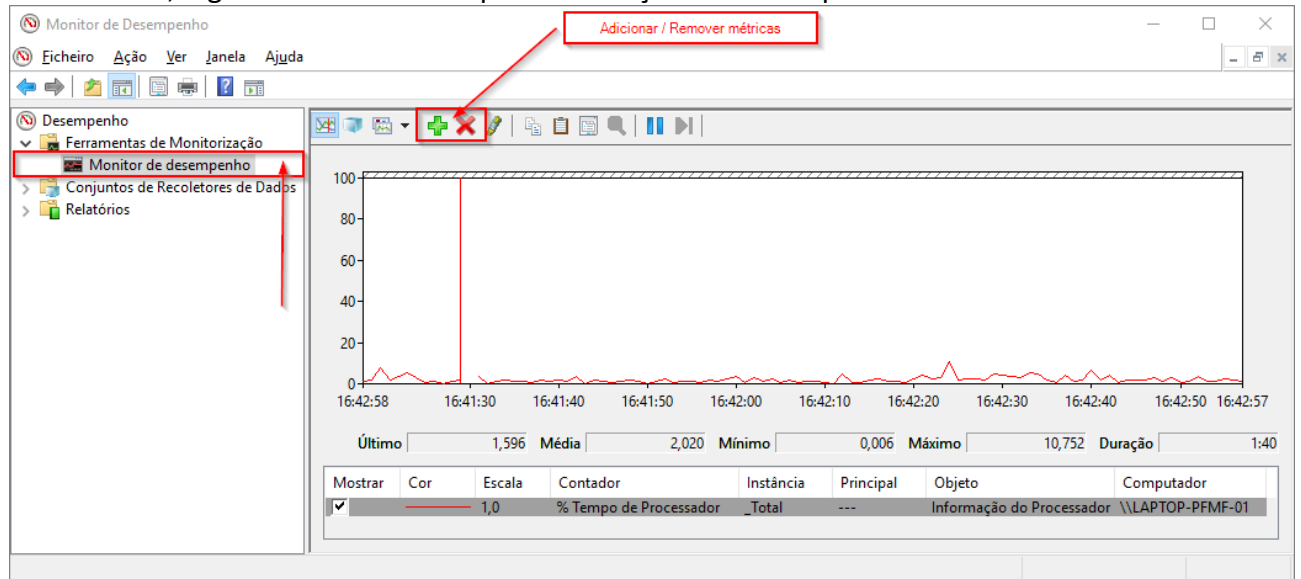 Monitor de Desempenho
Adicionar / Remover métricas
Ficheiro Ação Ver Janela Ajuda
Desempenho
Ferramentas de Monitorização
Monitor de desempenho
Conjuntos de Recoletores de Dados
Relatórios
100
80
60
40
20
0
16:42:58 16:41:30 16:41:40 16:41:50 16:42:00 16:42:10 16:42:20 16:42:30 16:42:40 16:42:50 16:42:57
Último 1,596 Média 2,020 Mínimo 0,006 Máximo 10,752 Duração 1:40
Mostrar Cor Escala Contador Instância Principal Objeto Computador
1,0 % Tempo de Processador _Total --- Informação do Processador \\LAPTOP-PFMF-01